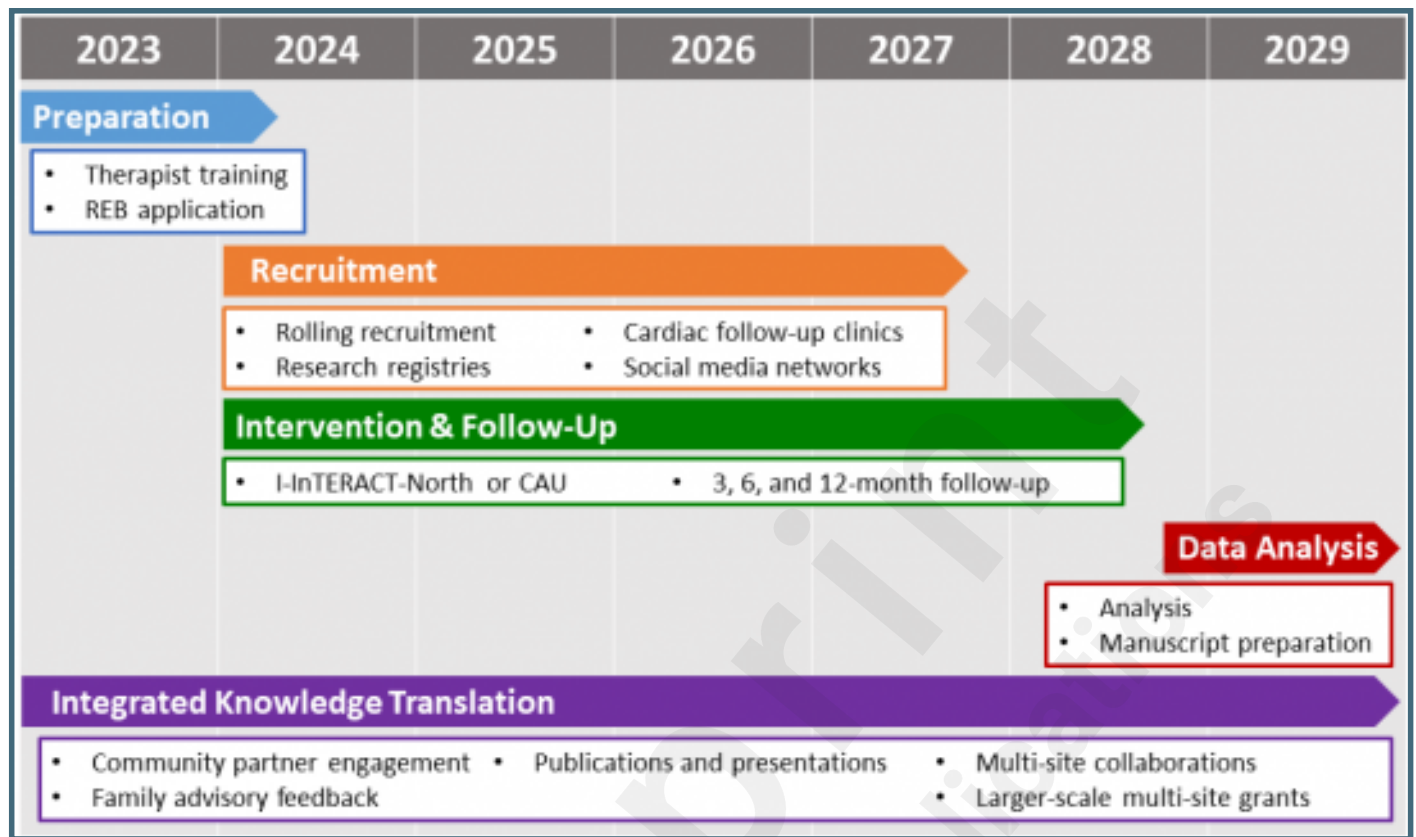 2023 2024 2025 2026 2027 2028 2029
Preparation
• Therapist training
• REB application
Recruitment
• Rolling recruitment • Cardiac follow-up clinics
• Research registries • Social media networks
Intervention & Follow-Up
• I-InTERACT-North or CAU • 3, 6, and 12-month follow-up
Data Analysis
• Analysis
• Manuscript preparation
Integrated Knowledge Translation
• Community partner engagement • Publications and presentations • Multi-site collaborations
• Family advisory feedback • Larger-scale multi-site grants
print
lications